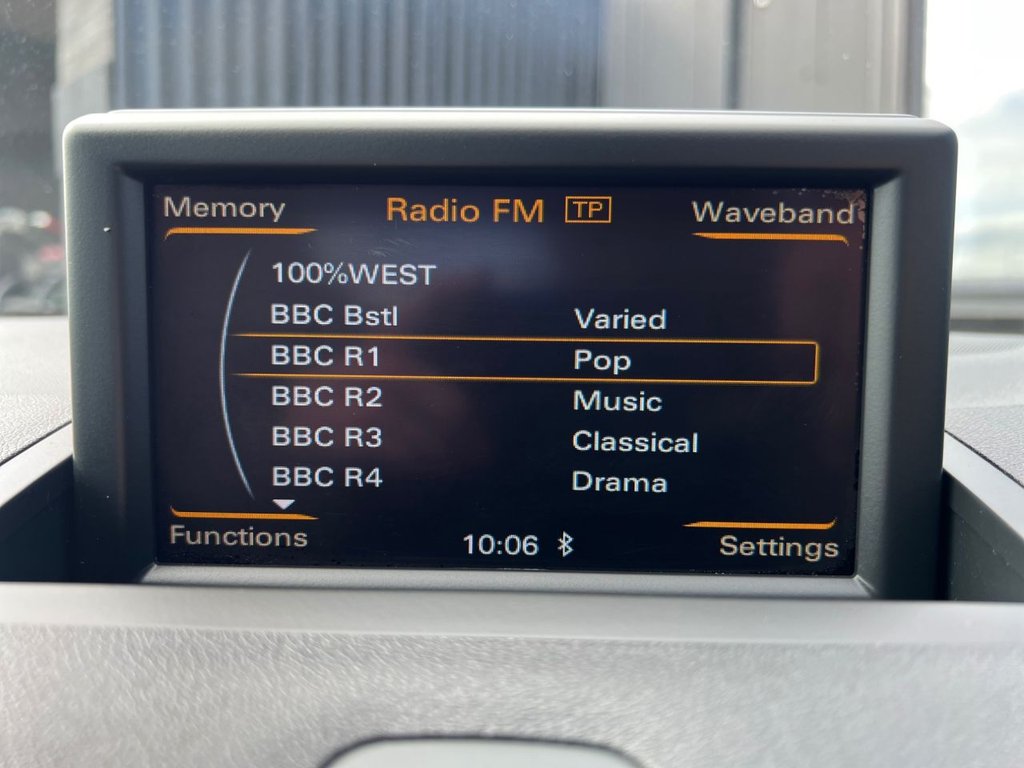 Memory Radio FM TP Waveband
100%WEST
BBC Bstl Varied
BBC R1 Pop
BBC R2 Music
BBC R3 Classical
BBC R4 Drama
Functions 10:06 Settings